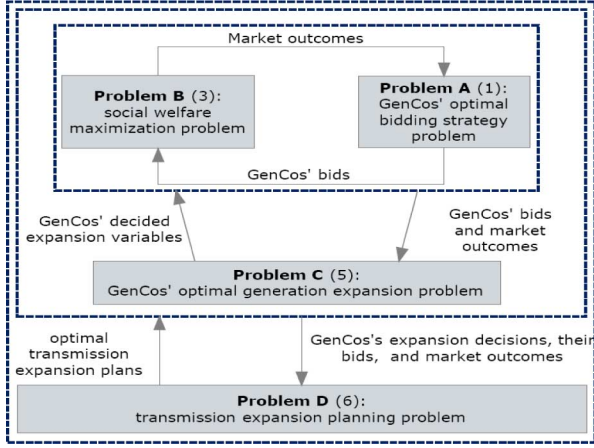 Market outcomes
Problem B (3):
social welfare
maximization problem
Problem A (1):
GenCos' optimal
bidding strategy
problem
GenCos' bids
GenCos' decided
expansion variables
GenCos' bids
and market
outcomes
Problem C (5):
GenCos' optimal generation expansion problem
optimal
transmission
expansion plans
GenCos's expansion decisions, their
bids, and market outcomes
Problem D (6):
transmission expansion planning problem